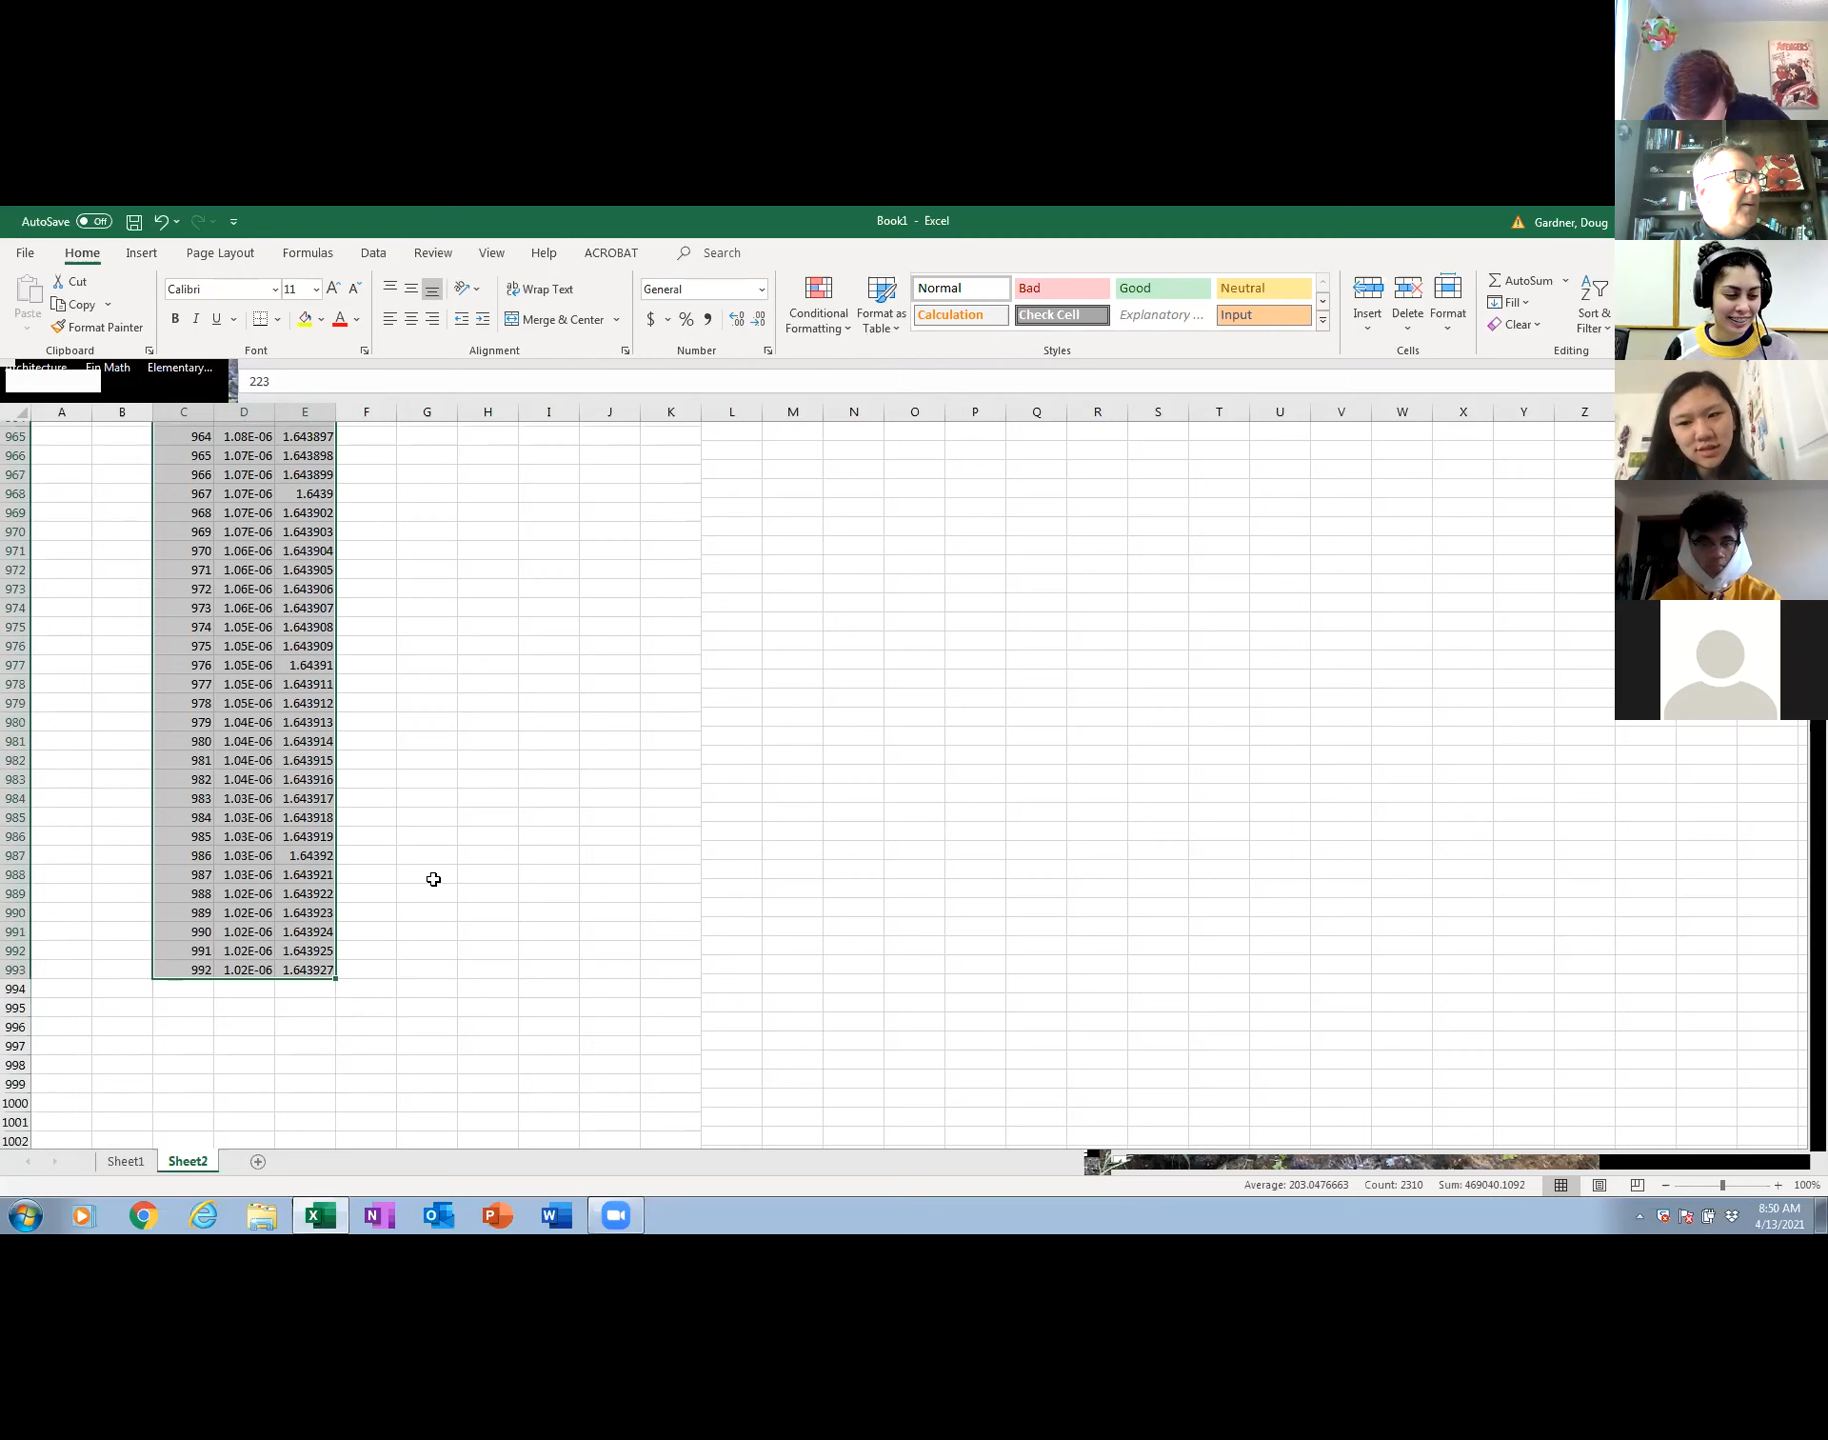 AVENGERS
AutoSave Off
Book1 - Excel
Gardner, Doug
File Home Insert Page Layout Formulas Data Review View Help ACROBAT Search
Paste
Cut
Copy
Format Painter
Clipboard
Calibri 11 A A
B I U A
Font
Wrap Text
Merge & Center
Alignment
General
$ % ,
Number
Conditional Formatting
Format as Table
Normal Bad Good Neutral
Calculation Check Cell Explanatory ... Input
Styles
Insert Delete Format
Cells
AutoSum
Fill
Clear
Sort & Filter
Editing
Architecture Fin Math Elementary...
223
A B C D E F G H I J K L M N O P Q R S T U V W X Y Z
965 964 1.08E-06 1.643897
966 965 1.07E-06 1.643898
967 966 1.07E-06 1.643899
968 967 1.07E-06 1.6439
969 968 1.07E-06 1.643902
970 969 1.07E-06 1.643903
971 970 1.06E-06 1.643904
972 971 1.06E-06 1.643905
973 972 1.06E-06 1.643906
974 973 1.06E-06 1.643907
975 974 1.05E-06 1.643908
976 975 1.05E-06 1.643909
977 976 1.05E-06 1.64391
978 977 1.05E-06 1.643911
979 978 1.05E-06 1.643912
980 979 1.04E-06 1.643913
981 980 1.04E-06 1.643914
982 981 1.04E-06 1.643915
983 982 1.04E-06 1.643916
984 983 1.03E-06 1.643917
985 984 1.03E-06 1.643918
986 985 1.03E-06 1.643919
987 986 1.03E-06 1.64392
988 987 1.03E-06 1.643921
989 988 1.02E-06 1.643922
990 989 1.02E-06 1.643923
991 990 1.02E-06 1.643924
992 991 1.02E-06 1.643925
993 992 1.02E-06 1.643927
994
995
996
997
998
999
1000
1001
1002
Sheet1 Sheet2
Average: 203.0476663 Count: 2310 Sum: 469040.1092 100%
8:50 AM
4/13/2021